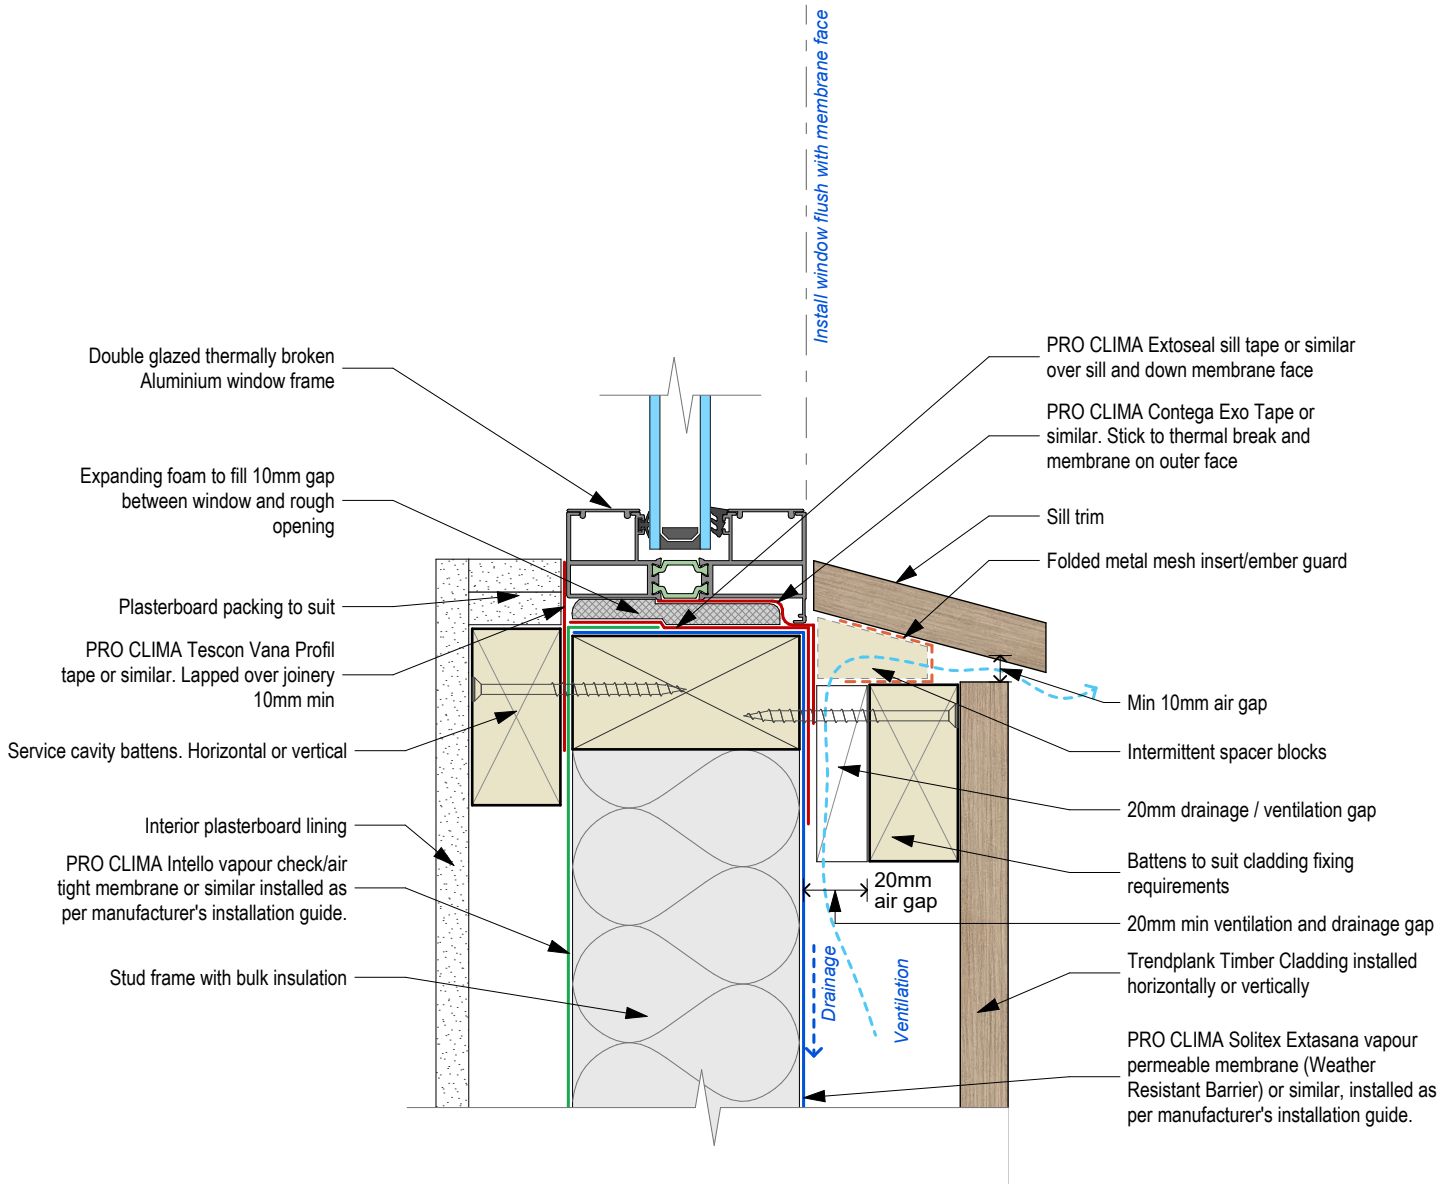 Install window flush with membrane face
Double glazed thermally broken
Aluminium window frame
Expanding foam to fill 10mm gap
between window and rough
opening
Plasterboard packing to suit
PRO CLIMA Tescon Vana Profil
tape or similar. Lapped over joinery
10mm min
Service cavity battens. Horizontal or vertical
Interior plasterboard lining
PRO CLIMA Intello vapour check/air
tight membrane or similar installed as
per manufacturer's installation guide.
Stud frame with bulk insulation
PRO CLIMA Extoseal sill tape or similar
over sill and down membrane face
PRO CLIMA Contega Exo Tape or
similar. Stick to thermal break and
membrane on outer face
Sill trim
Folded metal mesh insert/ember guard
Min 10mm air gap
Intermittent spacer blocks
20mm drainage / ventilation gap
Battens to suit cladding fixing
requirements
20mm
air gap
20mm min ventilation and drainage gap
Drainage
Ventilation
Trendplank Timber Cladding installed
horizontally or vertically
PRO CLIMA Solitex Extasana vapour
permeable membrane (Weather
Resistant Barrier) or similar, installed as
per manufacturer's installation guide.